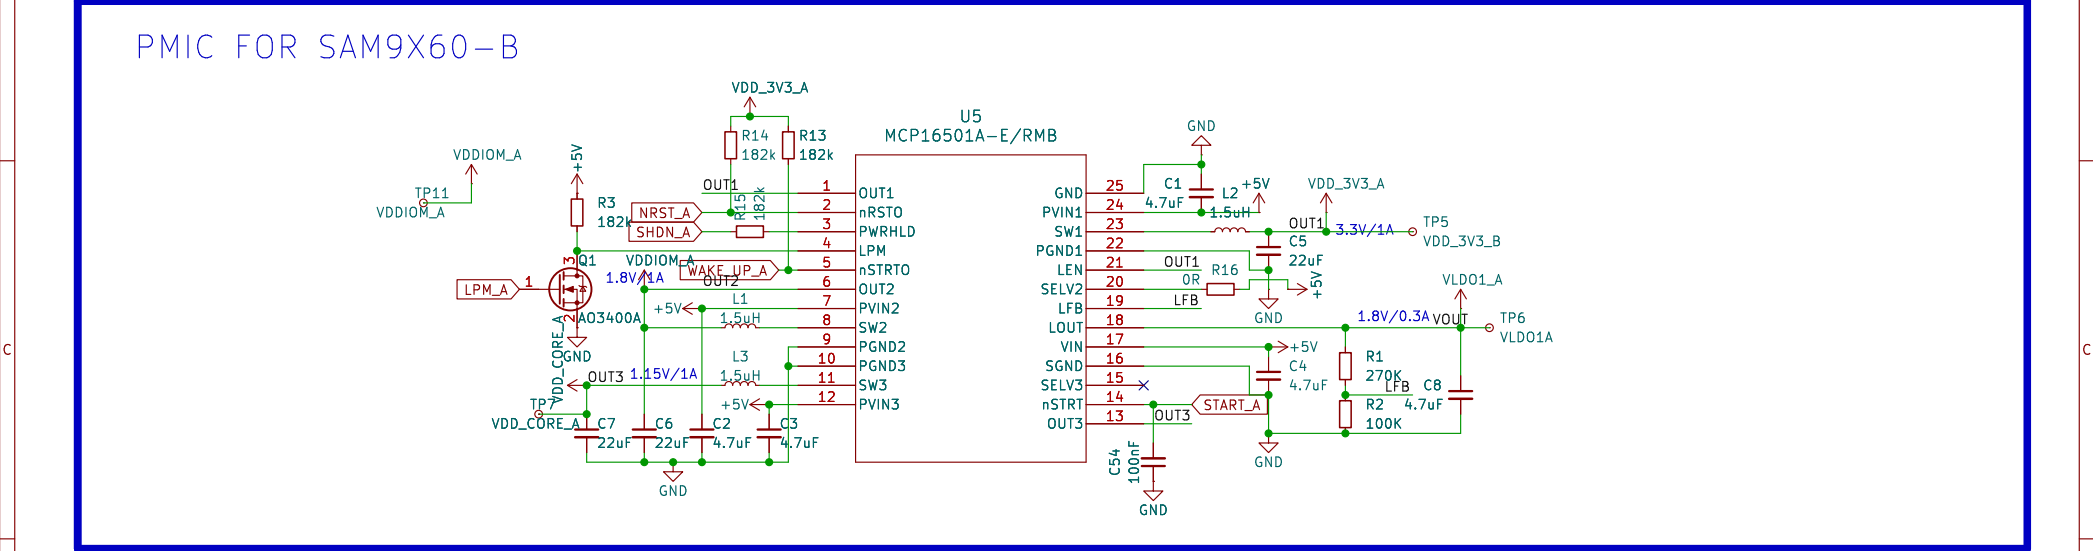 PMIC FOR SAM9X60-B
VDD_3V3_A
R14
182k
R13
182k
U5
MCP16501A-E/RMB
GND
VDDIOM_A
TP11
VDDIOM_A
+5V
R3
182k
OUT1
R15
182k
NRST_A
SHDN_A
WAKE_UP_A
LPM_A
1
Q1
3
2
AO3400A
GND
1.8V/1A
VDDIOM_A
OUT2
L1
1.5uH
+5V
VDD_CORE_A
OUT3
1.15V/1A
L3
1.5uH
+5V
TP7
VDD_CORE_A
C7
22uF
C6
22uF
C2
4.7uF
C3
4.7uF
GND
1 OUT1
2 nRSTO
3 PWRHLD
4 LPM
5 nSTRTO
6 OUT2
7 PVIN2
8 SW2
9 PGND2
10 PGND3
11 SW3
12 PVIN3
GND 25
PVIN1 24
SW1 23
PGND1 22
LEN 21
SELV2 20
LFB 19
LOUT 18
VIN 17
SGND 16
SELV3 15
nSTRT 14
OUT3 13
C1
4.7uF
L2
1.5uH
+5V
OUT1
VDD_3V3_A
3.3V/1A
TP5
VDD_3V3_B
C5
22uF
OUT1
R16
0R
+5V
LFB
GND
VLDO1_A
1.8V/0.3A
VOUT
TP6
VLDO1A
+5V
C4
4.7uF
R1
270K
LFB
C8
4.7uF
R2
100K
START_A
OUT3
GND
C54
100nF
GND
C
C